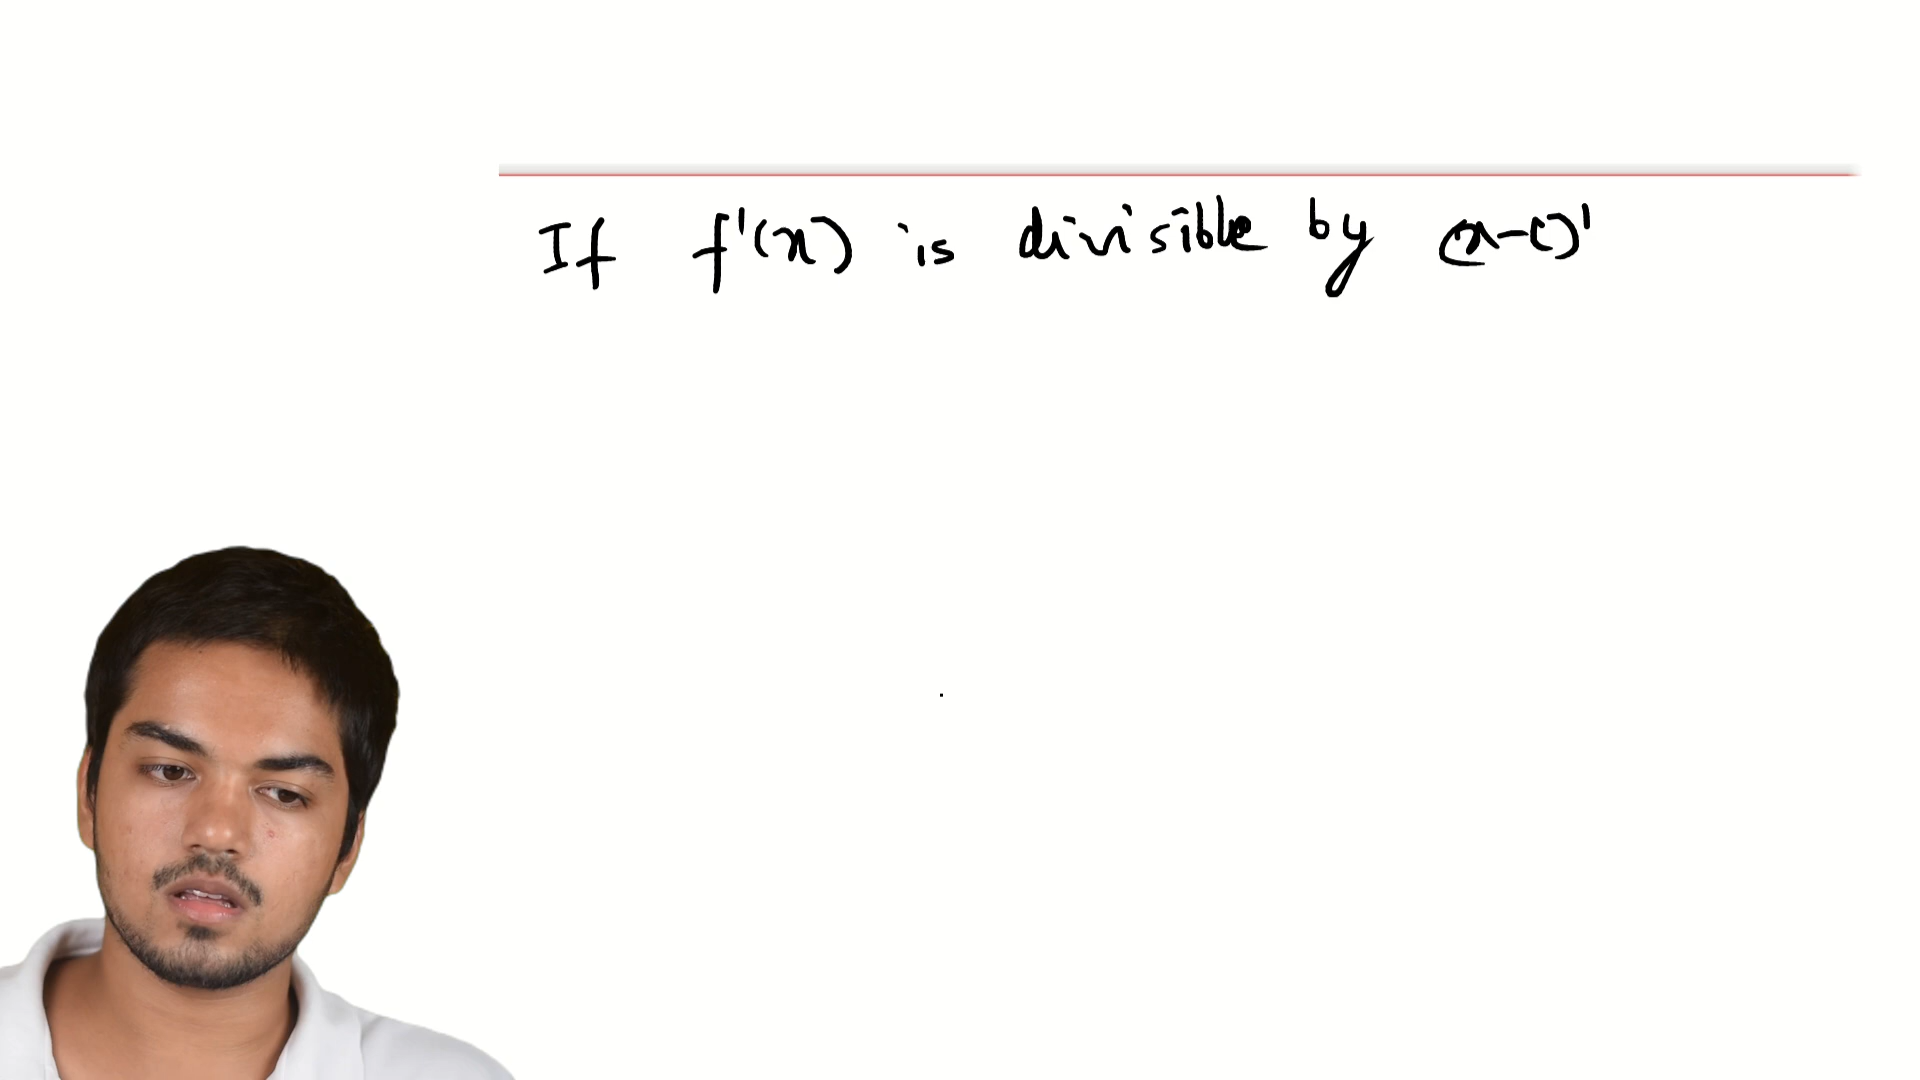 If f'(x) is divisible by (x-c)'